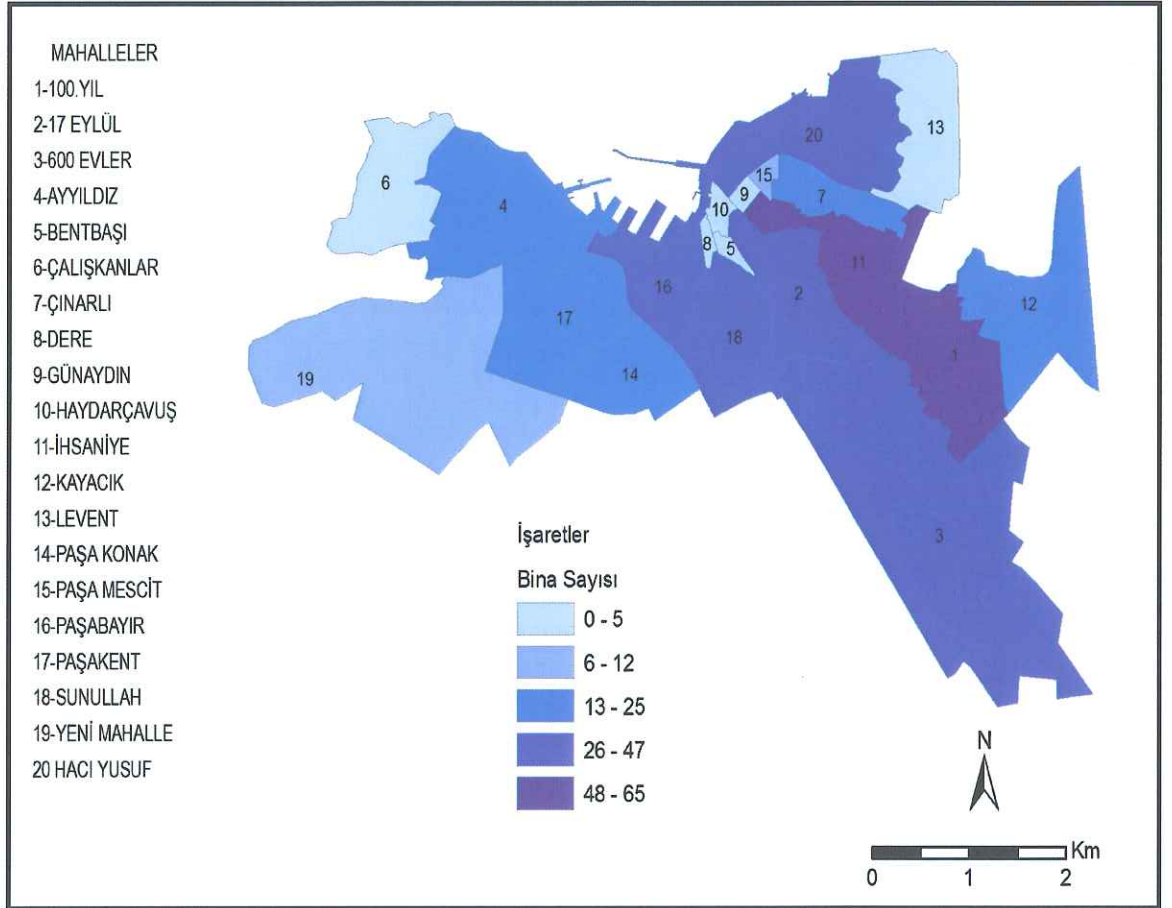 MAHALLELER
1-100.YIL
2-17 EYLÜL
3-600 EVLER
4-AYYILDIZ
5-BENTBAŞI
6-ÇALIŞKANLAR
7-ÇINARLI
8-DERE
9-GÜNAYDIN
10-HAYDARÇAVUŞ
11-İHSANİYE
12-KAYACIK
13-LEVENT
14-PAŞA KONAK
15-PAŞA MESCİT
16-PAŞABAYIR
17-PAŞAKENT
18-SUNULLAH
19-YENİ MAHALLE
20 HACI YUSUF
20
13
6
15
4
9
7
10
8
5
11
16
2
12
17
18
1
14
19
3
İşaretler
Bina Sayısı
0 - 5
6 - 12
13 - 25
26 - 47
48 - 65
N
Km
0 1 2